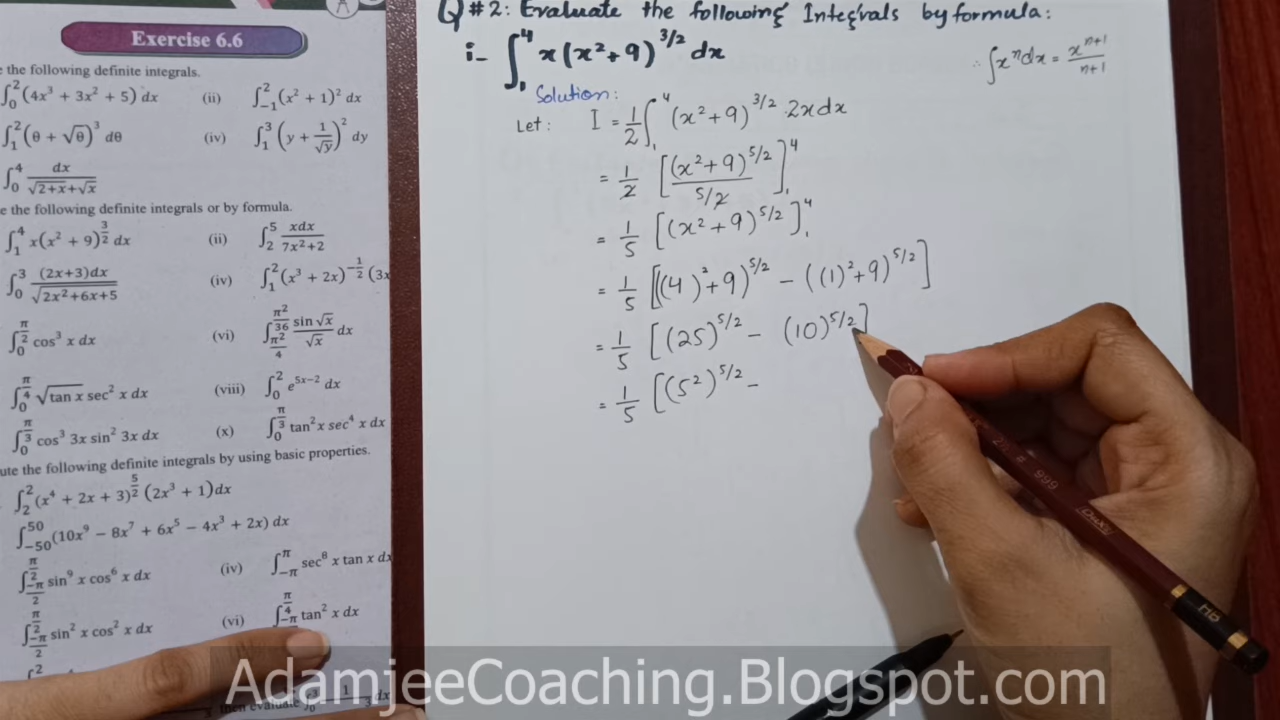 Exercise 6.6
e the following definite integrals.
∫₀² (4x³ + 3x² + 5) dx (ii) ∫₋₁² (x² + 1)² dx
∫₁² (θ + √θ)³ dθ (iv) ∫₁³ (y + 1/√y)² dy
∫₀⁴ dx/(√(2+x)+√x)
e the following definite integrals or by formula.
∫₁⁴ x(x² + 9)^(3/2) dx (ii) ∫₂⁵ xdx/(7x²+2)
∫₀³ (2x+3)dx/√(2x²+6x+5) (iv) ∫₁² (x³ + 2x)^(-1/2) (3x
∫₀^(π/2) cos³ x dx (vi) ∫_(π²/4)^(π²/36) sin √x/√x dx
∫₀^(π/4) √(tan x) sec² x dx (viii) ∫₀² e^(5x-2) dx
∫₀^(π/3) cos³ 3x sin² 3x dx (x) ∫₀^(π/3) tan² x sec⁴ x dx
ute the following definite integrals by using basic properties.
∫₂² (x⁴ + 2x + 3)^(5/2) (2x³ + 1)dx
∫₋₅₀⁵⁰ (10x⁹ − 8x⁷ + 6x⁵ − 4x³ + 2x) dx
∫_(-π/2)^(π/2) sin⁹ x cos⁶ x dx (iv) ∫_(-π)^π sec⁸ x tan x dx
∫_(-π/2)^(π/2) sin² x cos² x dx (vi) ∫_(-π)^(π/4) tan² x dx
then evaluate
Q #2: Evaluate the following Integrals by formula:
i- ∫₁⁴ x(x²+9)^(3/2) dx
∴ ∫xⁿdx = x^(n+1)/(n+1)
Solution:
Let: I = 1/2 ∫₁⁴ (x²+9)^(3/2) · 2x dx
= 1/2 [(x²+9)^(5/2)/(5/2)]₁⁴
= 1/5 [(x²+9)^(5/2)]₁⁴
= 1/5 [((4)²+9)^(5/2) − ((1)²+9)^(5/2)]
= 1/5 [(25)^(5/2) − (10)^(5/2)]
= 1/5 [(5²)^(5/2) −
AdamjeeCoaching.Blogspot.com